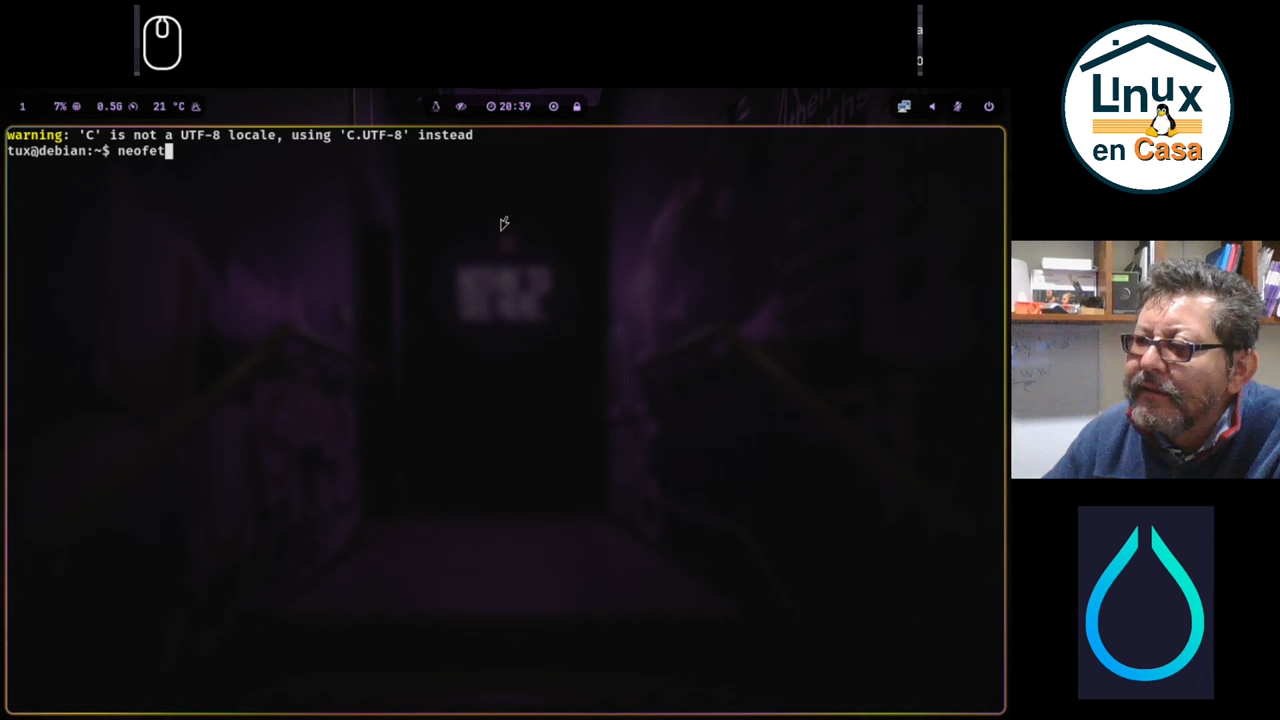 1 7% 0.5G 21 °C 20:39
warning: 'C' is not a UTF-8 locale, using 'C.UTF-8' instead
tux@debian:~$ neofet
Linux
en Casa